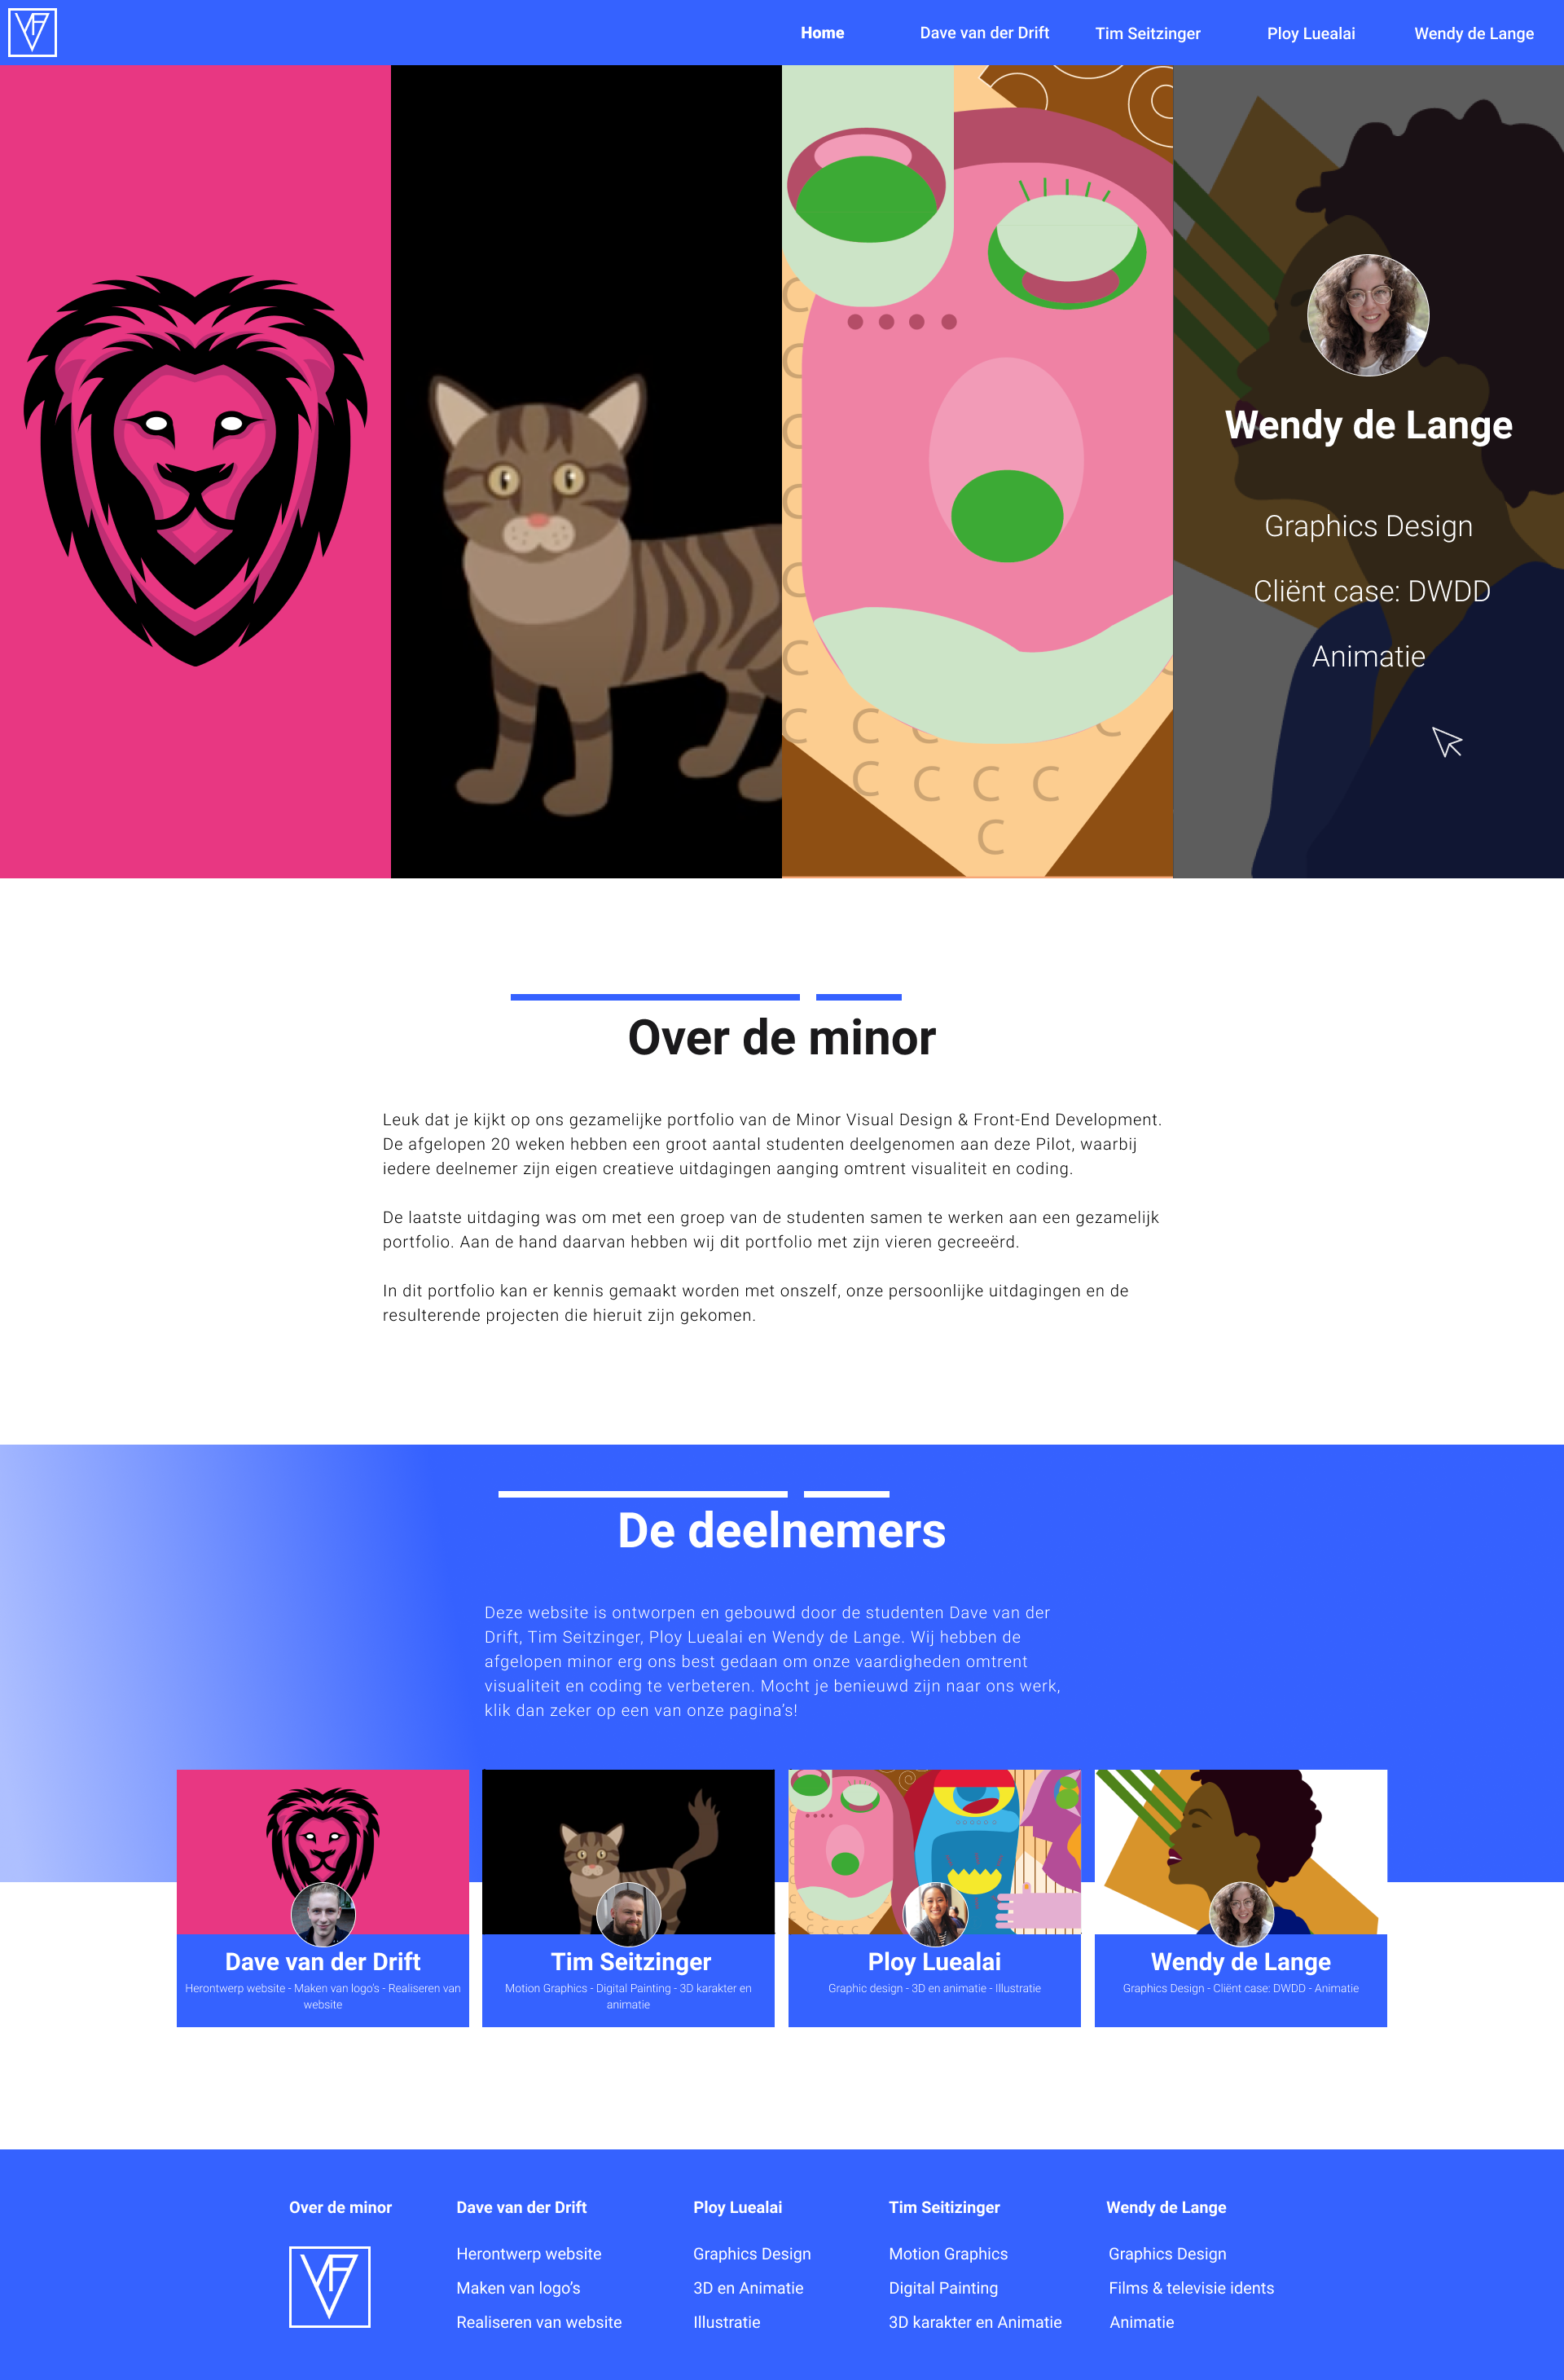 Home
Dave van der Drift
Tim Seitzinger
Ploy Luealai
Wendy de Lange
Wendy de Lange
Graphics Design
Cliënt case: DWDD
Animatie
Over de minor
Leuk dat je kijkt op ons gezamelijke portfolio van de Minor Visual Design & Front-End Development.
De afgelopen 20 weken hebben een groot aantal studenten deelgenomen aan deze Pilot, waarbij
iedere deelnemer zijn eigen creatieve uitdagingen aanging omtrent visualiteit en coding.
De laatste uitdaging was om met een groep van de studenten samen te werken aan een gezamelijk
portfolio. Aan de hand daarvan hebben wij dit portfolio met zijn vieren gecreeërd.
In dit portfolio kan er kennis gemaakt worden met onszelf, onze persoonlijke uitdagingen en de
resulterende projecten die hieruit zijn gekomen.
De deelnemers
Deze website is ontworpen en gebouwd door de studenten Dave van der
Drift, Tim Seitzinger, Ploy Luealai en Wendy de Lange. Wij hebben de
afgelopen minor erg ons best gedaan om onze vaardigheden omtrent
visualiteit en coding te verbeteren. Mocht je benieuwd zijn naar ons werk,
klik dan zeker op een van onze pagina's!
Dave van der Drift
Herontwerp website - Maken van logo's - Realiseren van
website
Tim Seitzinger
Motion Graphics - Digital Painting - 3D karakter en
animatie
Ploy Luealai
Graphic design - 3D en animatie - Illustratie
Wendy de Lange
Graphics Design - Cliënt case: DWDD - Animatie
Over de minor
Dave van der Drift
Herontwerp website
Maken van logo's
Realiseren van website
Ploy Luealai
Graphics Design
3D en Animatie
Illustratie
Tim Seitizinger
Motion Graphics
Digital Painting
3D karakter en Animatie
Wendy de Lange
Graphics Design
Films & televisie idents
Animatie